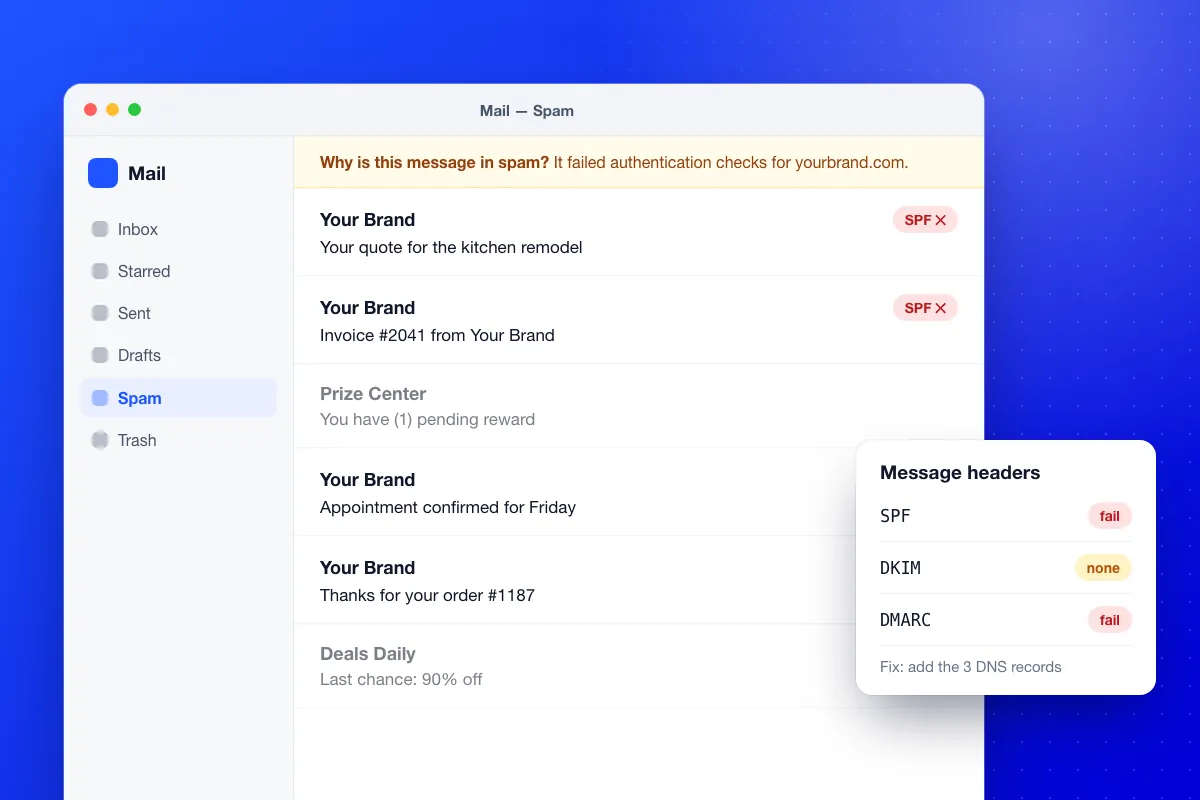 Mail — Spam
Mail
Inbox
Starred
Sent
Drafts
Spam
Trash
Why is this message in spam? It failed authentication checks for yourbrand.com.
Your Brand
SPF ✕
Your quote for the kitchen remodel
Your Brand
SPF ✕
Invoice #2041 from Your Brand
Prize Center
You have (1) pending reward
Your Brand
Appointment confirmed for Friday
Your Brand
Thanks for your order #1187
Deals Daily
Last chance: 90% off
Message headers
SPF fail
DKIM none
DMARC fail
Fix: add the 3 DNS records